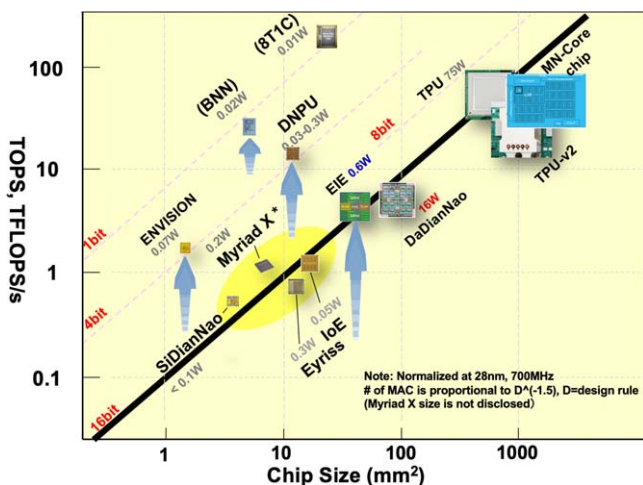 (8T1C)
0.01W
(BNN)
0.02W
DNPU
0.03-0.3W
TPU 75W
MN-Core
chip
TPU-v2
8bit
EIE 0.6W
16W
DaDianNao
ENVISION
0.07W
0.2W
Myriad X *
1bit
4bit
16bit
SiDianNao
< 0.1W
0.05W
0.3W
IoE
Eyriss
TOPS, TFLOPS/s
100
10
1
0.1
Note: Normalized at 28nm, 700MHz
# of MAC is proportional to D^(-1.5), D=design rule
(Myriad X size is not disclosed)
1
10
100
1000
Chip Size (mm²)